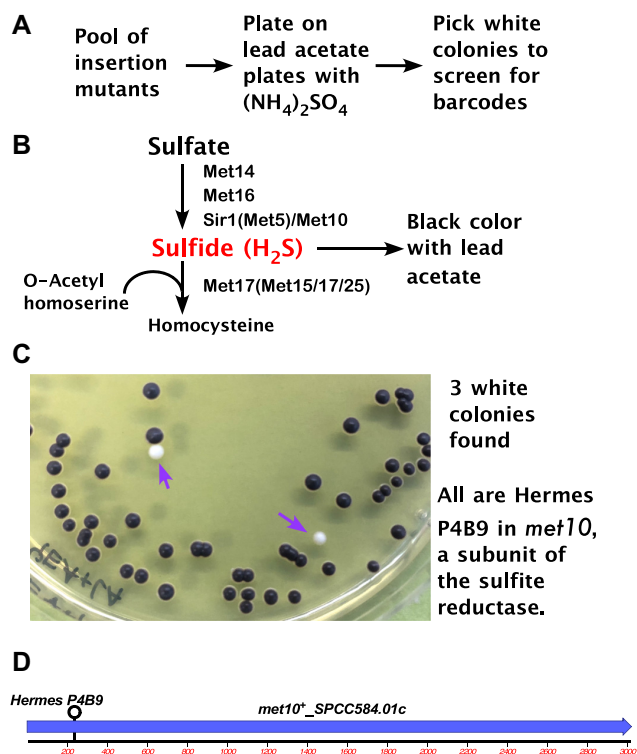 A
Pool of
insertion
mutants
Plate on
lead acetate
plates with
(NH4)2SO4
Pick white
colonies to
screen for
barcodes
B
Sulfate
Met14
Met16
Sir1(Met5)/Met10
Sulfide (H2S)
Black color
with lead
acetate
O-Acetyl
homoserine
Met17(Met15/17/25)
Homocysteine
C
3 white
colonies
found
All are Hermes
P4B9 in met10,
a subunit of
the sulfite
reductase.
D
Hermes P4B9
met10+_SPCC584.01c
200 400 600 800 1000 1200 1400 1600 1800 2000 2200 2400 2600 2800 3000